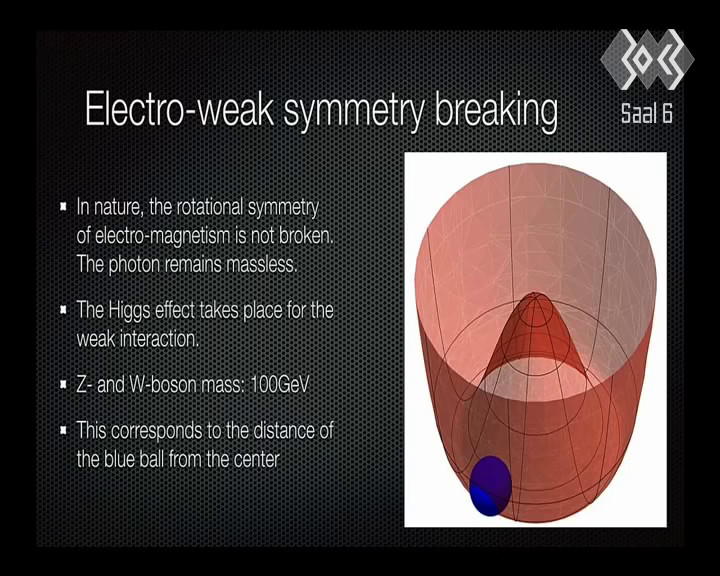 Saal 6
Electro-weak symmetry breaking
In nature, the rotational symmetry
of electro-magnetism is not broken.
The photon remains massless.
The Higgs effect takes place for the
weak interaction.
Z- and W-boson mass: 100GeV
This corresponds to the distance of
the blue ball from the center